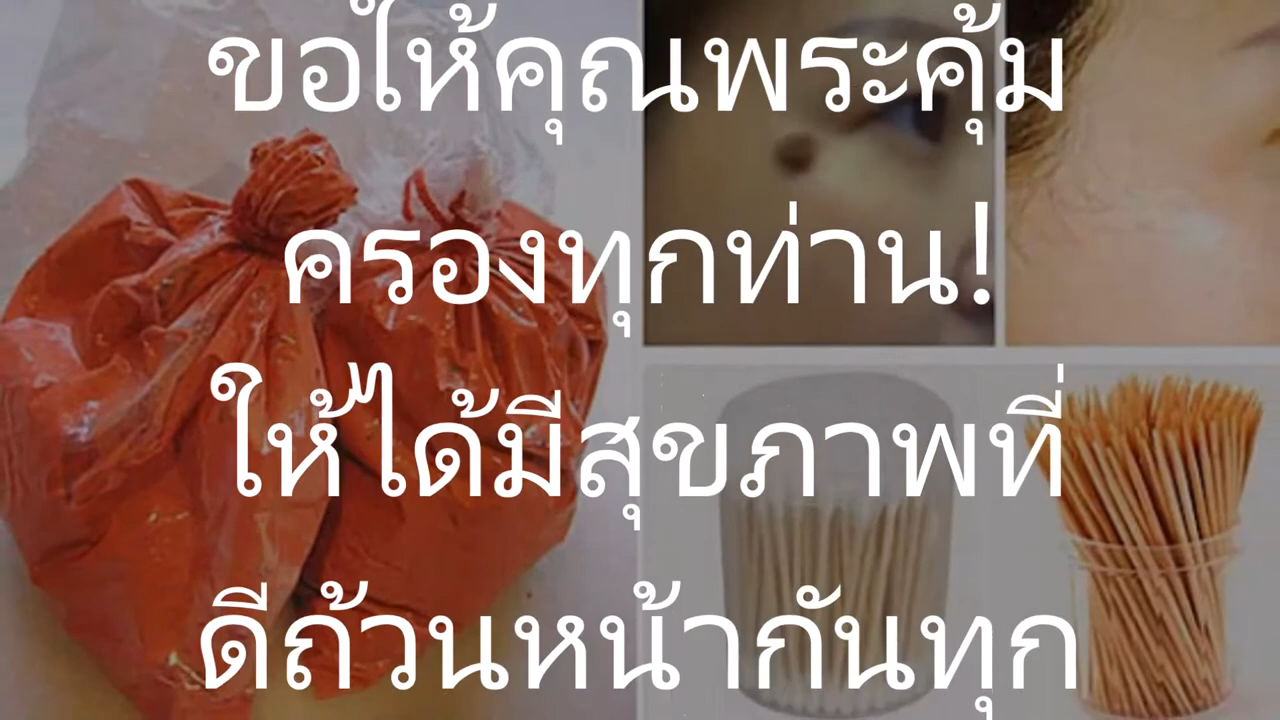 ขอให้คุณพระคุ้ม
ครองทุกท่าน!
ให้ได้มีสุขภาพที่
ดีถ้วนหน้ากันทุก